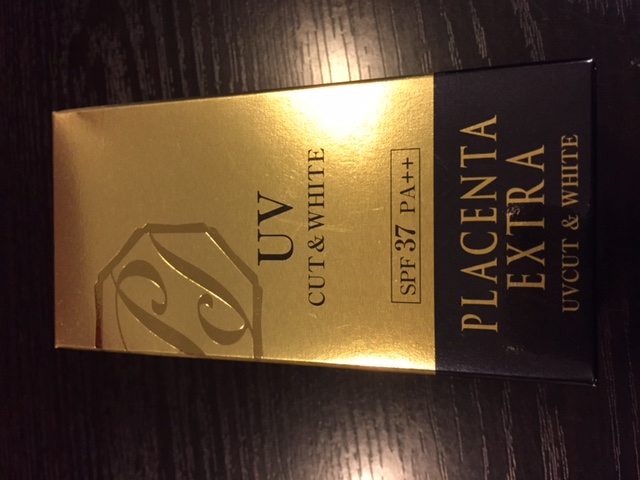 UV
CUT & WHITE
SPF 37 PA++
PLACENTA
EXTRA
UVCUT & WHITE